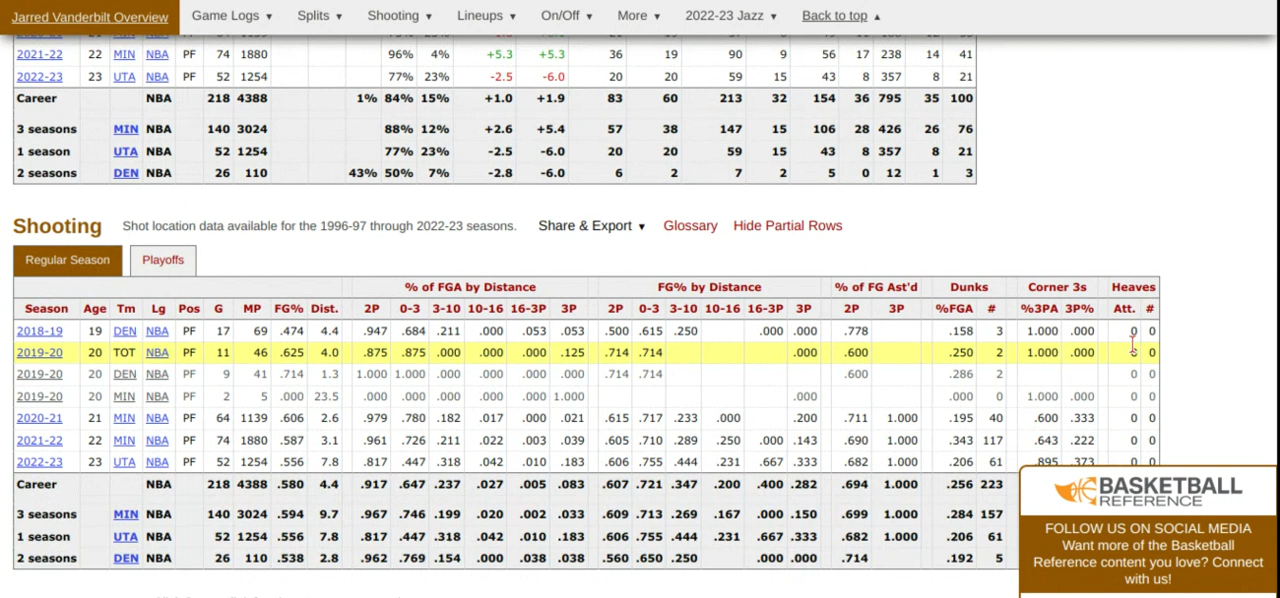 Jarred Vanderbilt Overview Game Logs ▼ Splits ▼ Shooting ▼ Lineups ▼ On/Off ▼ More ▼ 2022-23 Jazz ▼ Back to top ▲
2021-22 22 MIN NBA PF 74 1880 96% 4% +5.3 +5.3 36 19 90 9 56 17 238 14 41
2022-23 23 UTA NBA PF 52 1254 77% 23% -2.5 -6.0 20 20 59 15 43 8 357 8 21
Career NBA 218 4388 1% 84% 15% +1.0 +1.9 83 60 213 32 154 36 795 35 100
3 seasons MIN NBA 140 3024 88% 12% +2.6 +5.4 57 38 147 15 106 28 426 26 76
1 season UTA NBA 52 1254 77% 23% -2.5 -6.0 20 20 59 15 43 8 357 8 21
2 seasons DEN NBA 26 110 43% 50% 7% -2.8 -6.0 6 2 7 2 5 0 12 1 3
Shooting Shot location data available for the 1996-97 through 2022-23 seasons. Share & Export ▼ Glossary Hide Partial Rows
Regular Season Playoffs
% of FGA by Distance FG% by Distance % of FG Ast'd Dunks Corner 3s Heaves
Season Age Tm Lg Pos G MP FG% Dist. 2P 0-3 3-10 10-16 16-3P 3P 2P 0-3 3-10 10-16 16-3P 3P 2P 3P %FGA # %3PA 3P% Att. #
2018-19 19 DEN NBA PF 17 69 .474 4.4 .947 .684 .211 .000 .053 .053 .500 .615 .250 .000 .000 .778 .158 3 1.000 .000 0 0
2019-20 20 TOT NBA PF 11 46 .625 4.0 .875 .875 .000 .000 .000 .125 .714 .714 .000 .600 .250 2 1.000 .000 0
2019-20 20 DEN NBA PF 9 41 .714 1.3 1.000 1.000 .000 .000 .000 .000 .714 .714 .600 .286 2 0 0
2019-20 20 MIN NBA PF 2 5 .000 23.5 .000 .000 .000 .000 .000 1.000 .000 .000 0 1.000 .000 0 0
2020-21 21 MIN NBA PF 64 1139 .606 2.6 .979 .684 .182 .017 .000 .021 .615 .717 .233 .000 .200 .711 1.000 .195 40 .600 .333 0 0
2021-22 22 MIN NBA PF 74 1880 .587 3.1 .961 .726 .211 .022 .003 .039 .605 .710 .289 .250 .000 .143 .690 1.000 .343 117 .643 .222 0 0
2022-23 23 UTA NBA PF 52 1254 .556 7.8 .817 .447 .318 .042 .010 .183 .606 .755 .444 .231 .667 .333 .682 1.000 .206 61 .895 .373 0 0
Career NBA 218 4388 .580 4.4 .917 .647 .237 .027 .005 .083 .607 .721 .347 .200 .400 .282 .694 1.000 .256 223
3 seasons MIN NBA 140 3024 .594 9.7 .967 .746 .199 .020 .002 .033 .609 .713 .269 .167 .000 .150 .699 1.000 .284 157
1 season UTA NBA 52 1254 .556 7.8 .817 .447 .318 .042 .010 .183 .606 .755 .444 .231 .667 .333 .682 1.000 .206 61
2 seasons DEN NBA 26 110 .538 2.8 .962 .769 .154 .000 .038 .038 .560 .650 .250 .000 .000 .714 .192 5
BASKETBALL
REFERENCE
FOLLOW US ON SOCIAL MEDIA
Want more of the Basketball
Reference content you love? Connect
with us!